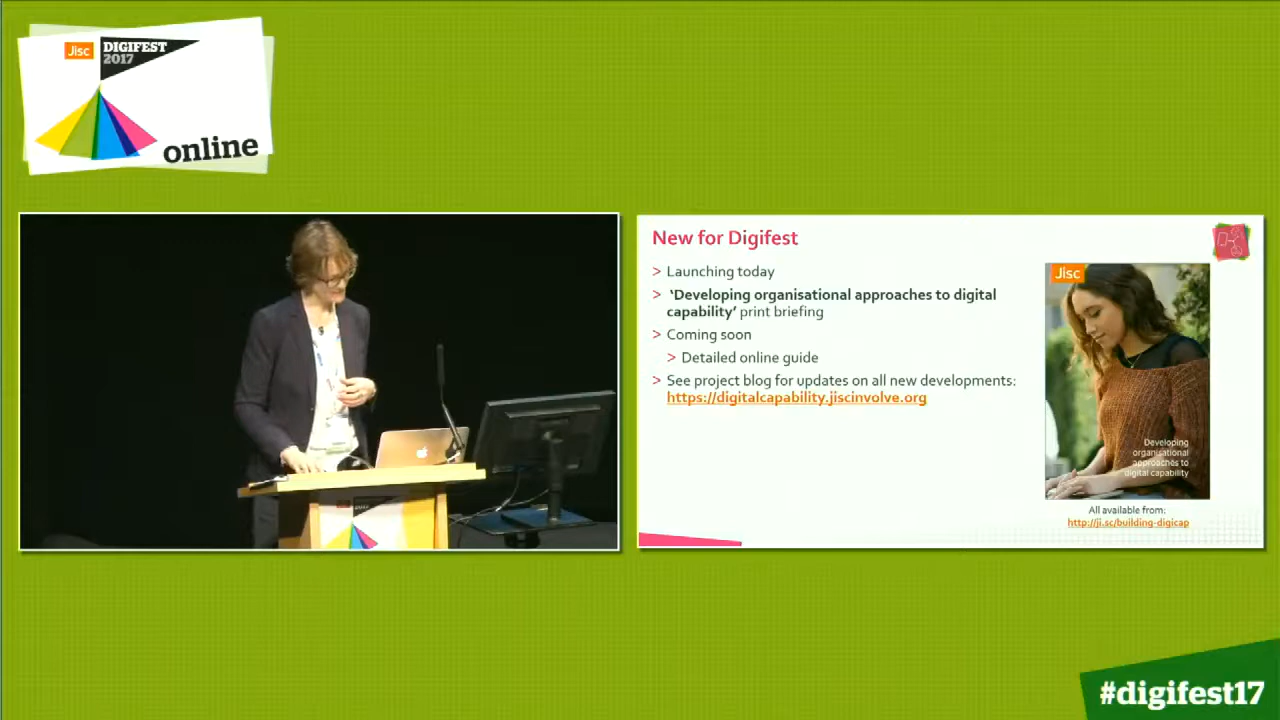 Jisc
DIGIFEST
2017
online
New for Digifest
> Launching today
> ‘Developing organisational approaches to digital
capability’ print briefing
> Coming soon
> Detailed online guide
> See project blog for updates on all new developments:
https://digitalcapability.jiscinvolve.org
Jisc
Developing
organisational
approaches to
digital capability
All available from:
http://ji.sc/building-digicap
#digifest17